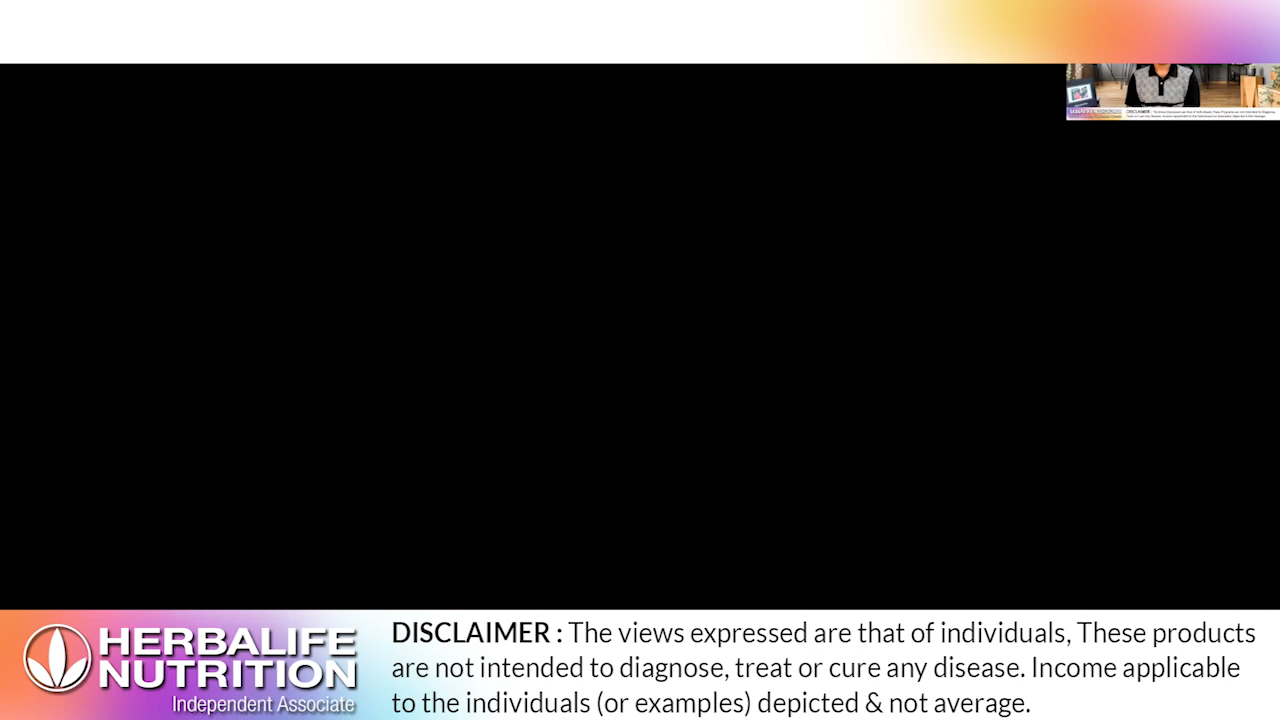 HERBALIFE
NUTRITION
Independent Associate
DISCLAIMER : The views expressed are that of individuals, These products
are not intended to diagnose, treat or cure any disease. Income applicable
to the individuals (or examples) depicted & not average.